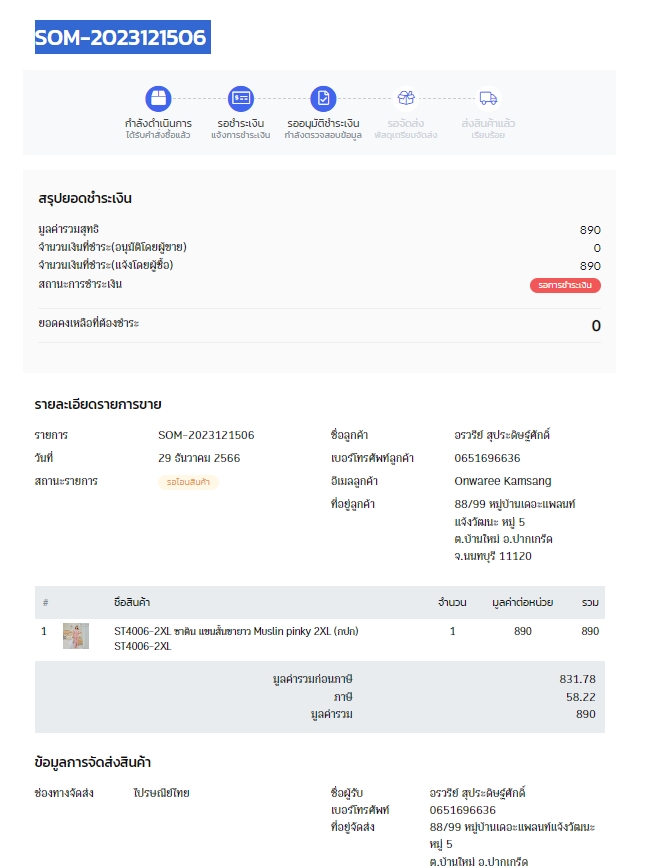 SOM-2023121506
กำลังดำเนินการ
ได้รับคำสั่งซื้อแล้ว
รอชำระเงิน
แจ้งการชำระเงิน
รออนุมัติชำระเงิน
กำลังตรวจสอบข้อมูล
รอจัดส่ง
พัสดุเตรียมจัดส่ง
ส่งสินค้าแล้ว
เรียบร้อย
สรุปยอดชำระเงิน
มูลค่ารวมสุทธิ 890
จำนวนเงินที่ชำระ(อนุมัติโดยผู้ขาย) 0
จำนวนเงินที่ชำระ(แจ้งโดยผู้ซื้อ) 890
สถานะการชำระเงิน รอการชำระเงิน
ยอดคงเหลือที่ต้องชำระ 0
รายละเอียดรายการขาย
รายการ SOM-2023121506
วันที่ 29 ธันวาคม 2566
สถานะรายการ รอโอนสินค้า
ชื่อลูกค้า อรวรีย์ สุประดิษฐ์ศักดิ์
เบอร์โทรศัพท์ลูกค้า 0651696636
อีเมลลูกค้า Onwaree Kamsang
ที่อยู่ลูกค้า 88/99 หมู่บ้านเดอะแพลนท์
แจ้งวัฒนะ หมู่ 5
ต.บ้านใหม่ อ.ปากเกร็ด
จ.นนทบุรี 11120
# ชื่อสินค้า จำนวน มูลค่าต่อหน่วย รวม
1 ST4006-2XL ซาติน แขนสั้นขายาว Muslin pinky 2XL (กปก) 1 890 890
ST4006-2XL
มูลค่ารวมก่อนภาษี 831.78
ภาษี 58.22
มูลค่ารวม 890
ข้อมูลการจัดส่งสินค้า
ช่องทางจัดส่ง ไปรษณีย์ไทย
ชื่อผู้รับ อรวรีย์ สุประดิษฐ์ศักดิ์
เบอร์โทรศัพท์ 0651696636
ที่อยู่จัดส่ง 88/99 หมู่บ้านเดอะแพลนท์แจ้งวัฒนะ
หมู่ 5
ต.บ้านใหม่ อ.ปากเกร็ด